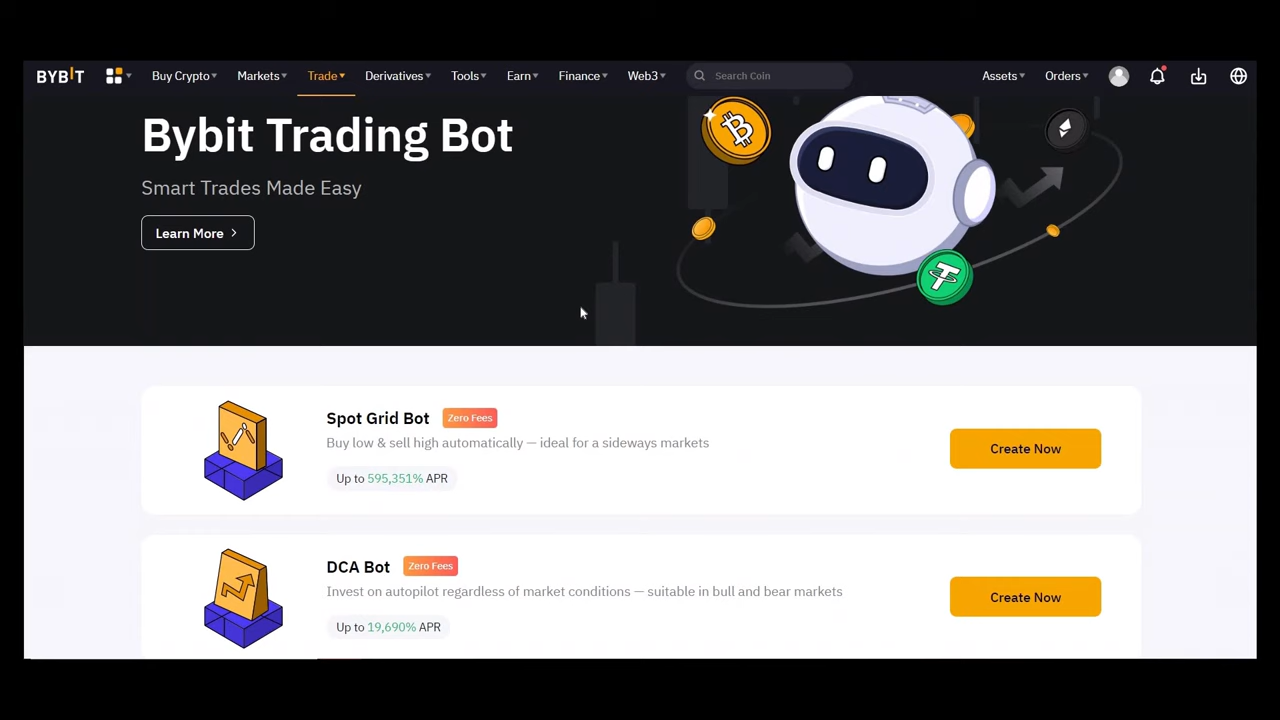 BYBIT Buy Crypto Markets Trade Derivatives Tools Earn Finance Web3 Search Coin Assets Orders
Bybit Trading Bot
Smart Trades Made Easy
Learn More
Spot Grid Bot Zero Fees
Buy low & sell high automatically — ideal for a sideways markets
Up to 595,351% APR
Create Now
DCA Bot Zero Fees
Invest on autopilot regardless of market conditions — suitable in bull and bear markets
Up to 19,690% APR
Create Now